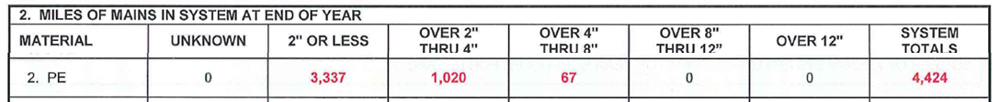 2. MILES OF MAINS IN SYSTEM AT END OF YEAR
MATERIAL UNKNOWN 2" OR LESS OVER 2" THRU 4" OVER 4" THRU 8" OVER 8" THRU 12” OVER 12" SYSTEM TOTALS
2. PE 0 3,337 1,020 67 0 0 4,424